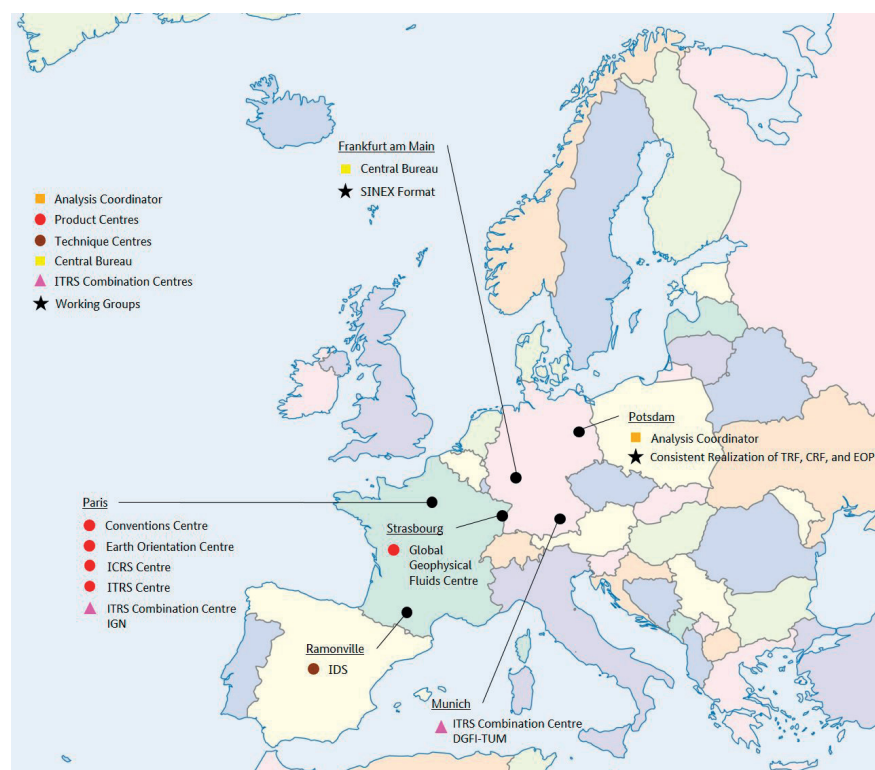 Frankfurt am Main
Central Bureau
SINEX Format
Analysis Coordinator
Product Centres
Technique Centres
Central Bureau
ITRS Combination Centres
Working Groups
Potsdam
Analysis Coordinator
Consistent Realization of TRF, CRF, and EOP
Paris
Conventions Centre
Earth Orientation Centre
ICRS Centre
ITRS Centre
ITRS Combination Centre
IGN
Strasbourg
Global
Geophysical
Fluids Centre
Ramonville
IDS
Munich
ITRS Combination Centre
DGFI-TUM